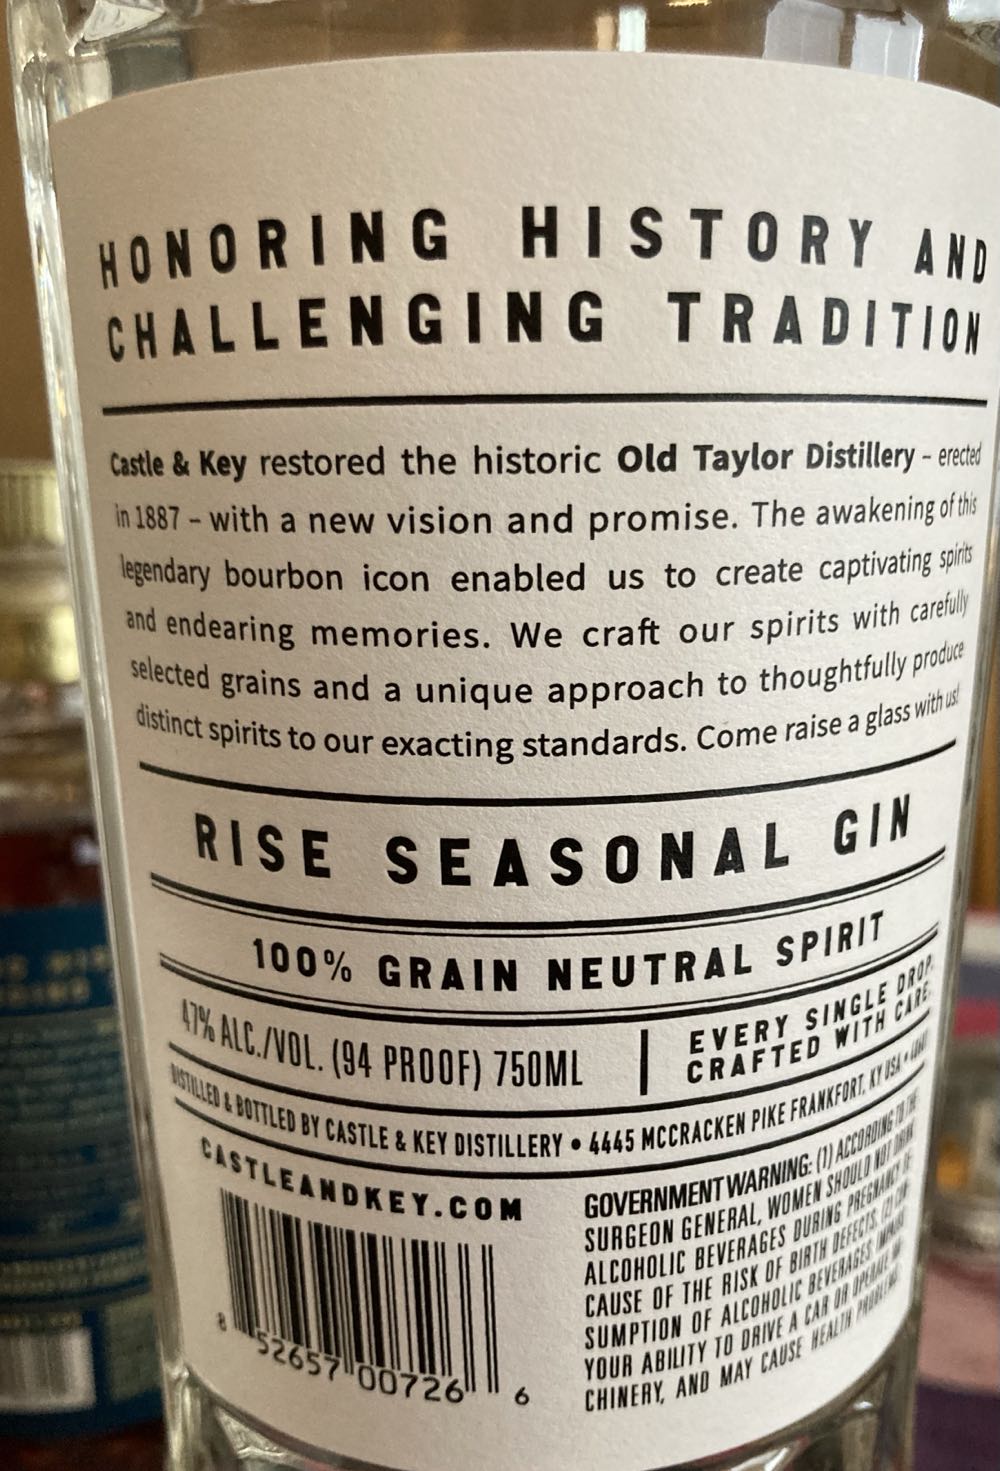 HONORING HISTORY AND
CHALLENGING TRADITION
Castle & Key restored the historic Old Taylor Distillery – erected
in 1887 – with a new vision and promise. The awakening of this
legendary bourbon icon enabled us to create captivating spirits
and endearing memories. We craft our spirits with carefully
selected grains and a unique approach to thoughtfully produce
distinct spirits to our exacting standards. Come raise a glass with us!
RISE SEASONAL GIN
100% GRAIN NEUTRAL SPIRIT
47% ALC./VOL. (94 PROOF) 750ML
EVERY SINGLE DROP.
CRAFTED WITH CARE.
DISTILLED & BOTTLED BY CASTLE & KEY DISTILLERY • 4445 MCCRACKEN PIKE FRANKFORT, KY USA •
CASTLEANDKEY.COM
8 52657 00726 6
GOVERNMENT WARNING: (1) ACCORDING TO THE
SURGEON GENERAL, WOMEN SHOULD NOT DRINK
ALCOHOLIC BEVERAGES DURING PREGNANCY
CAUSE OF THE RISK OF BIRTH DEFECTS. (2) CON-
SUMPTION OF ALCOHOLIC BEVERAGES IMPAIRS
YOUR ABILITY TO DRIVE A CAR OR OPERATE MA-
CHINERY, AND MAY CAUSE HEALTH PROBLEMS.